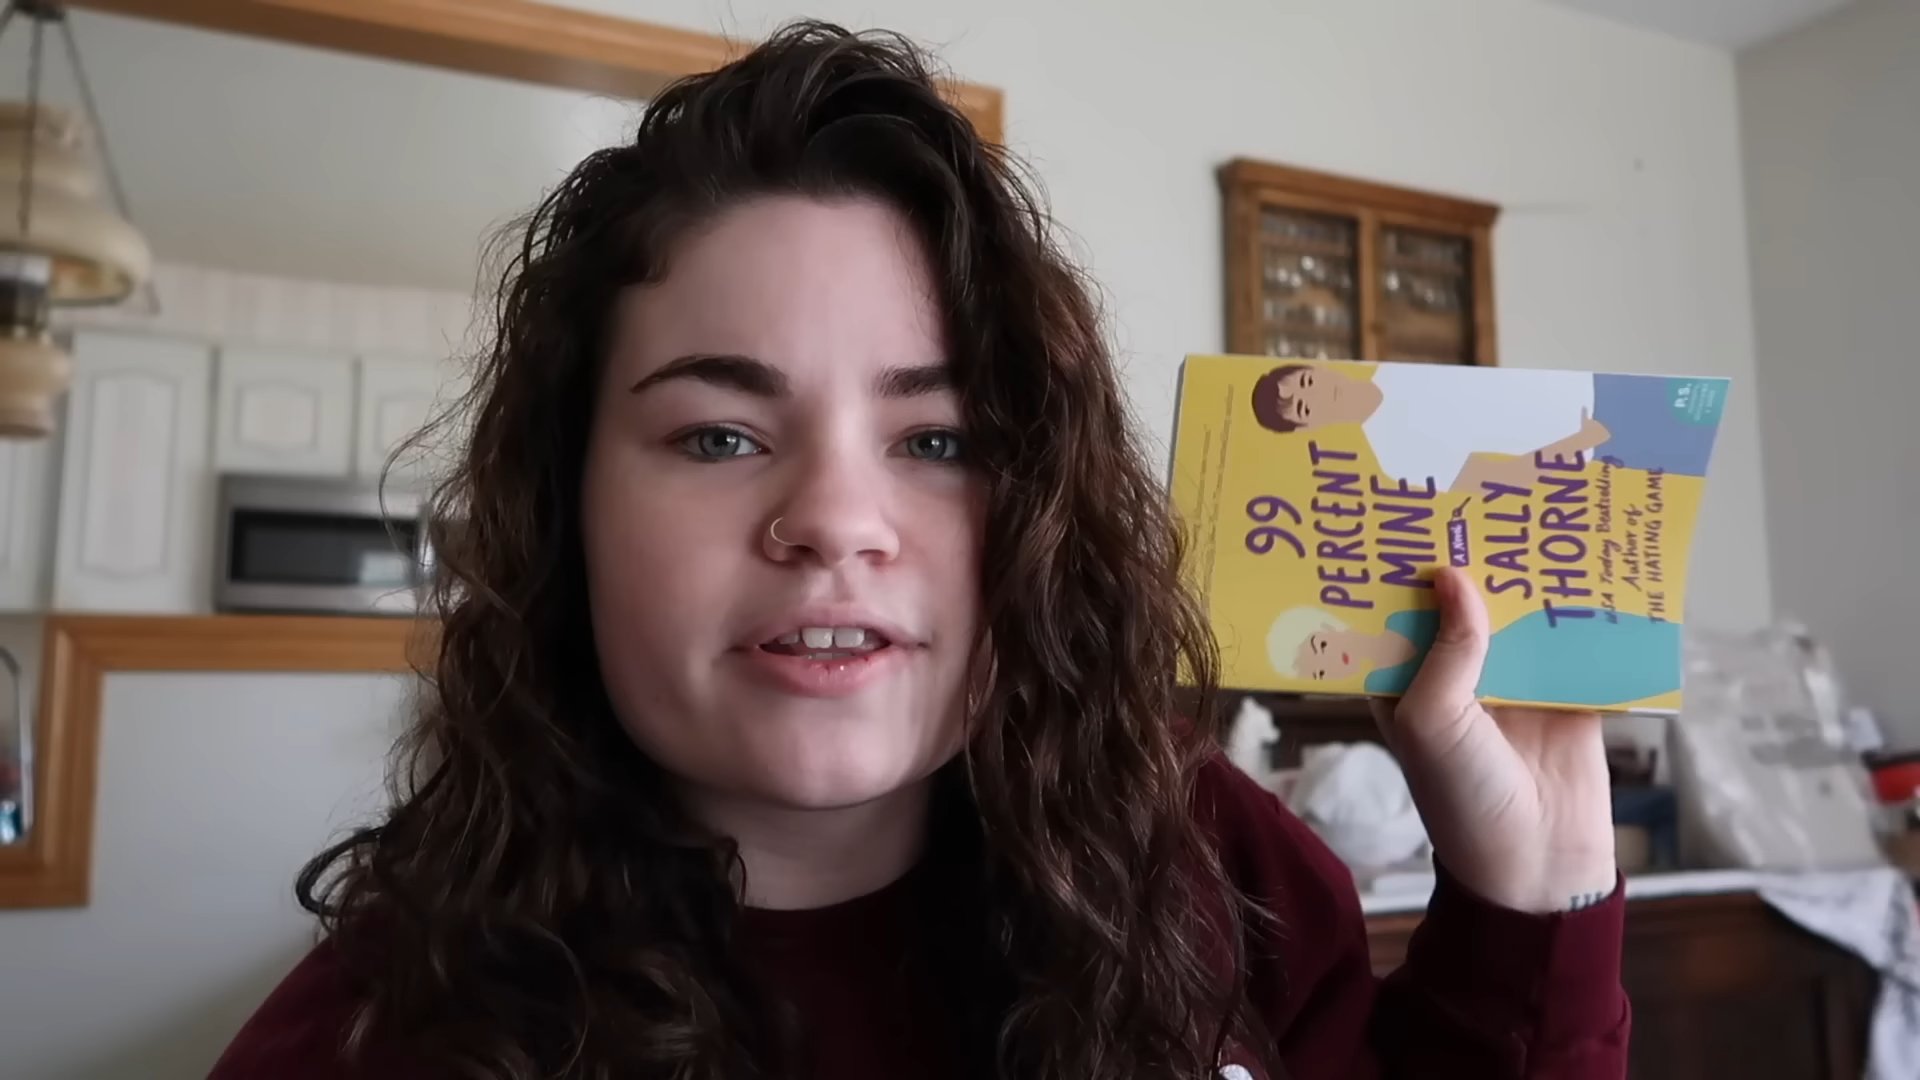 99
PERCENT
MINE
A Novel
SALLY
THORNE
USA Today Bestselling
Author of
THE HATING GAME
P.S.